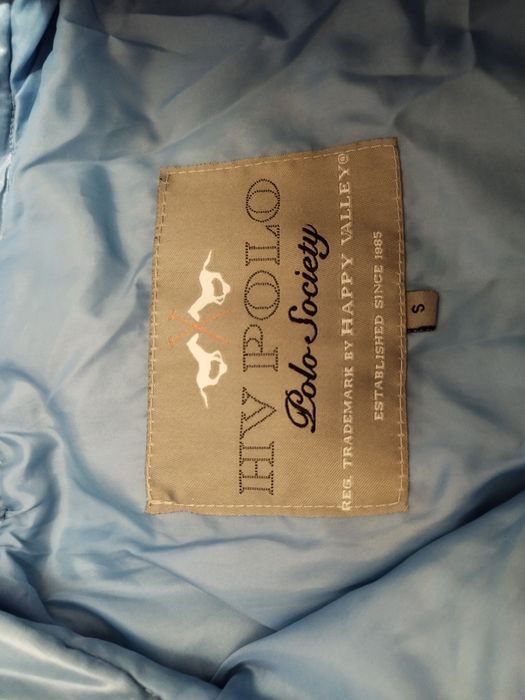 HV POLO
Polo Society
REG. TRADEMARK BY HAPPY VALLEY®
ESTABLISHED SINCE 1985
S